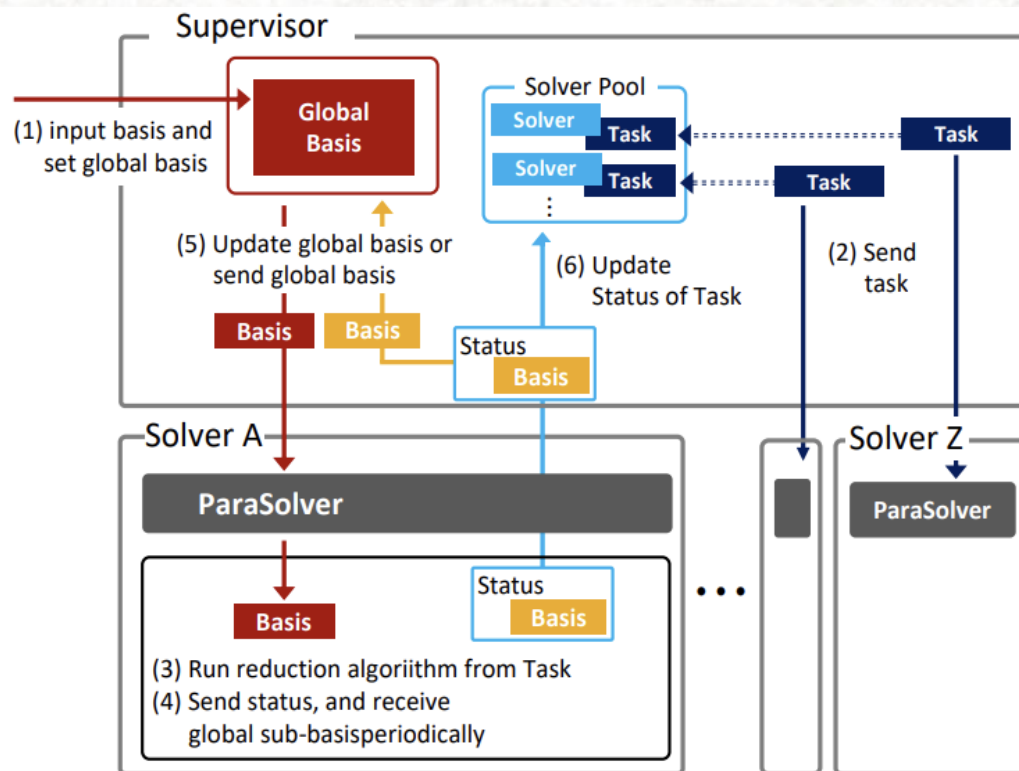 Supervisor
Global
Basis
(1) input basis and
set global basis
Solver Pool
Solver
Task
Solver
Task
⋮
Task
Task
(5) Update global basis or
send global basis
(6) Update
Status of Task
(2) Send
task
Basis
Basis
Status
Basis
Solver A
ParaSolver
Basis
Status
Basis
(3) Run reduction algoriithm from Task
(4) Send status, and receive
global sub-basisperiodically
• • •
Solver Z
ParaSolver